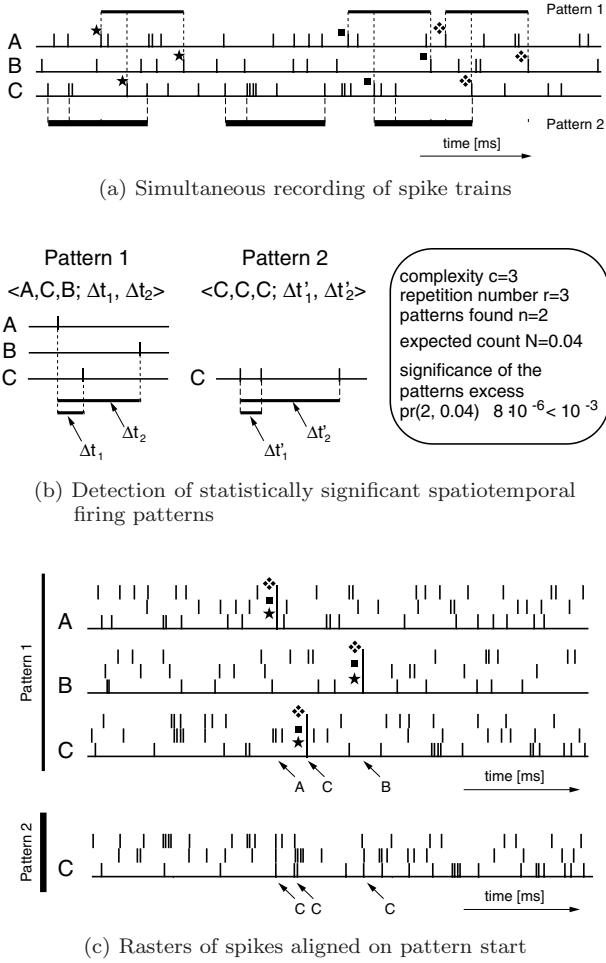 Pattern 1
A
B
C
Pattern 2
time [ms]
(a) Simultaneous recording of spike trains
Pattern 1
<A,C,B; Δt1, Δt2>
A
B
C
Δt2
Δt1
Pattern 2
<C,C,C; Δt'1, Δt'2>
C
Δt'2
Δt'1
complexity c=3
repetition number r=3
patterns found n=2
expected count N=0.04
significance of the
patterns excess
pr(2, 0.04) 8·10 -6 < 10 -3
(b) Detection of statistically significant spatiotemporal
firing patterns
Pattern 1
A
B
C
A C B
time [ms]
Pattern 2
C
C C C
time [ms]
(c) Rasters of spikes aligned on pattern start